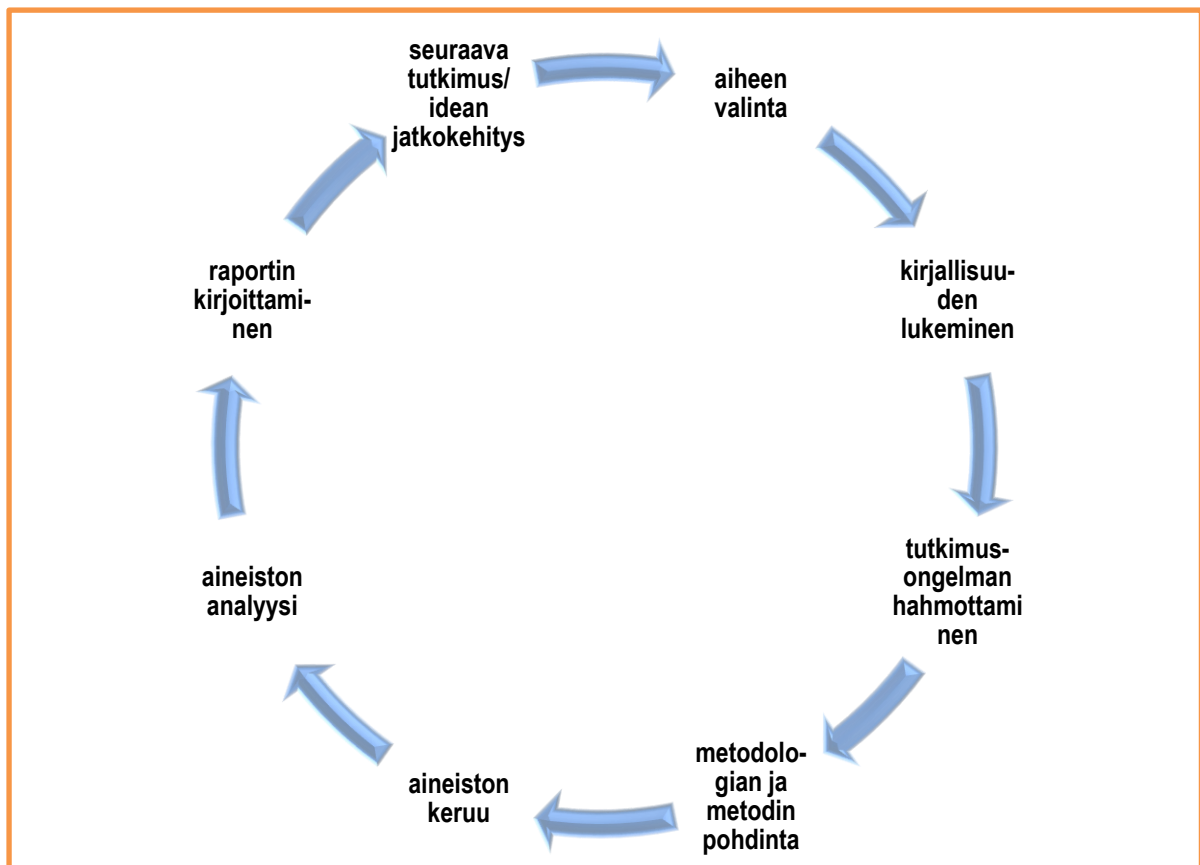 seuraava
tutkimus/
idean
jatkokehitys
aiheen
valinta
kirjallisuu-
den
lukeminen
tutkimus-
ongelman
hahmottami
nen
metodolo-
gian ja
metodin
pohdinta
aineiston
keruu
aineiston
analyysi
raportin
kirjoittami-
nen